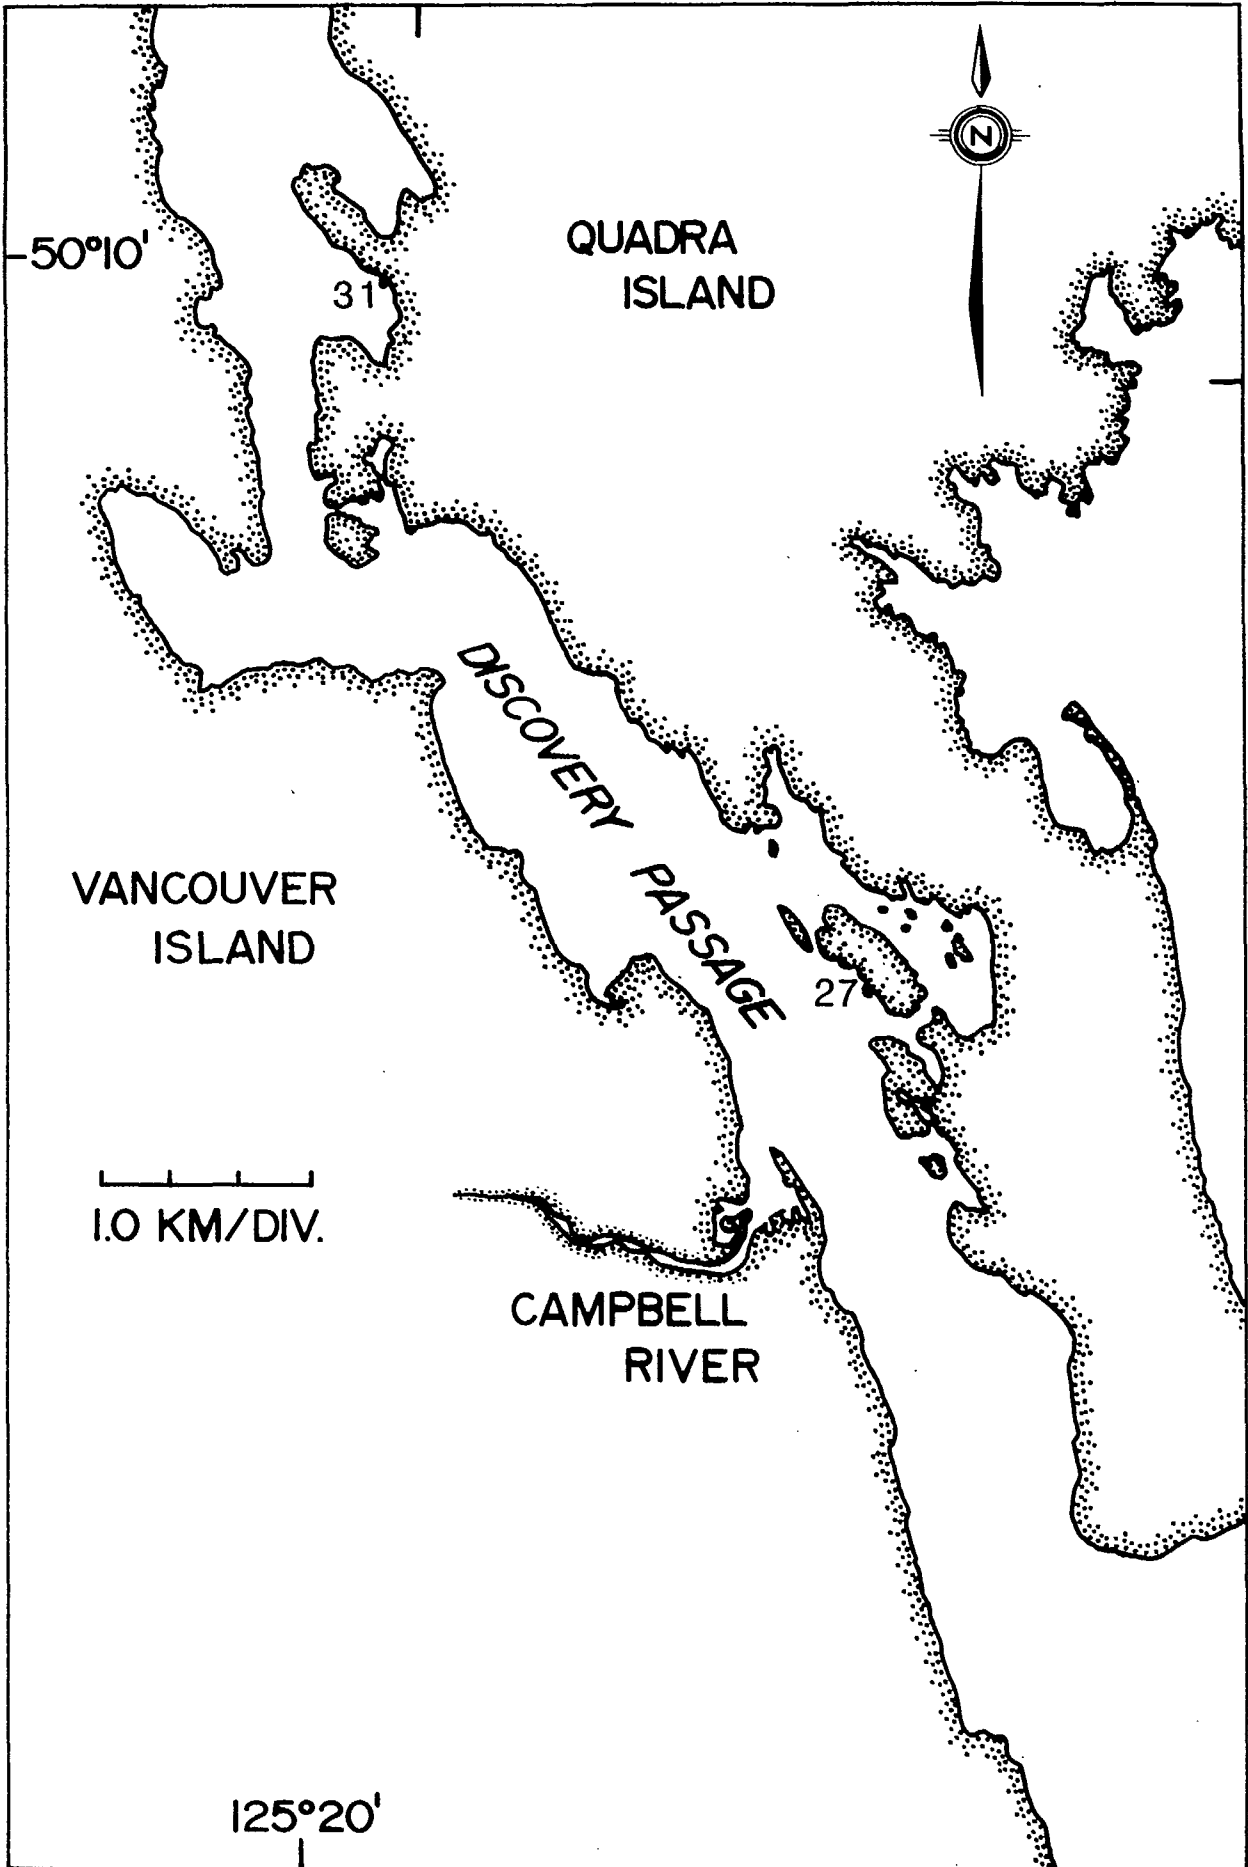 N
50°10'
QUADRA
ISLAND
31
DISCOVERY
PASSAGE
VANCOUVER
ISLAND
27
1.0 KM/DIV.
CAMPBELL
RIVER
125°20'